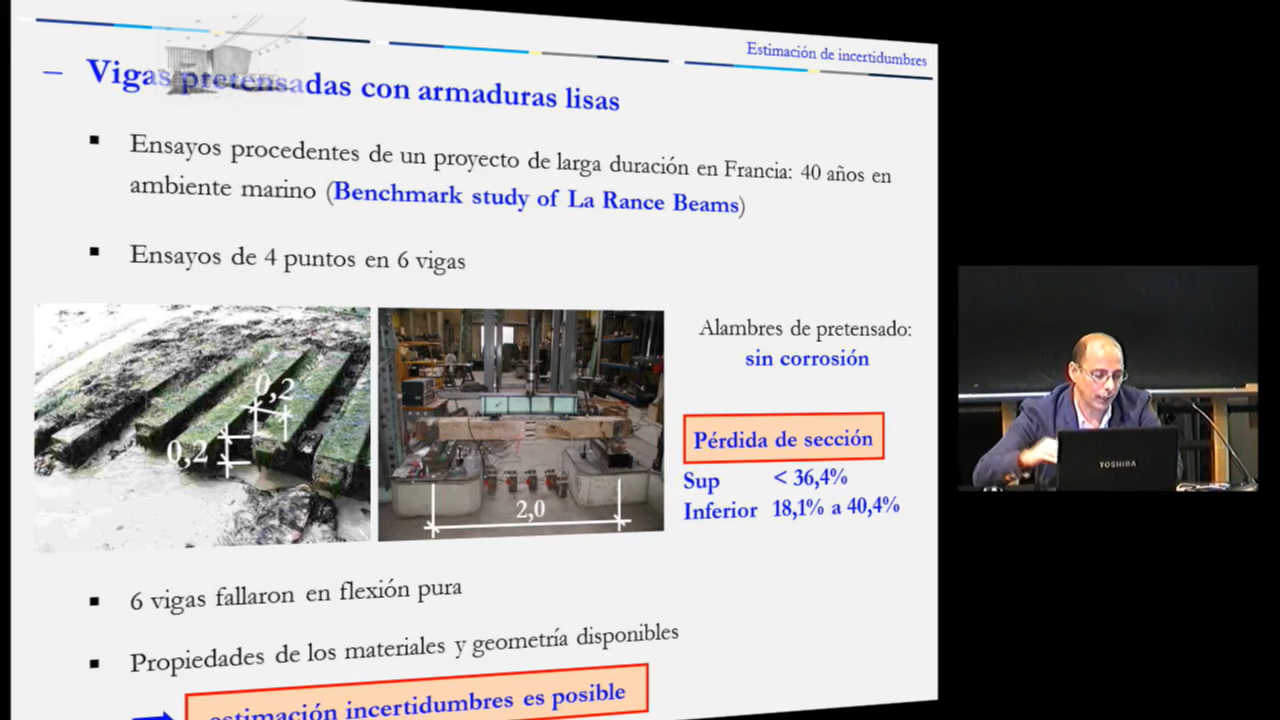 Estimación de incertidumbres
– Vigas pretensadas con armaduras lisas
▪ Ensayos procedentes de un proyecto de larga duración en Francia: 40 años en
ambiente marino (Benchmark study of La Rance Beams)
▪ Ensayos de 4 puntos en 6 vigas
0,2
0,2
2,0
Alambres de pretensado:
sin corrosión
Pérdida de sección
Sup < 36,4%
Inferior 18,1% a 40,4%
TOSHIBA
▪ 6 vigas fallaron en flexión pura
▪ Propiedades de los materiales y geometría disponibles
estimación incertidumbres es posible